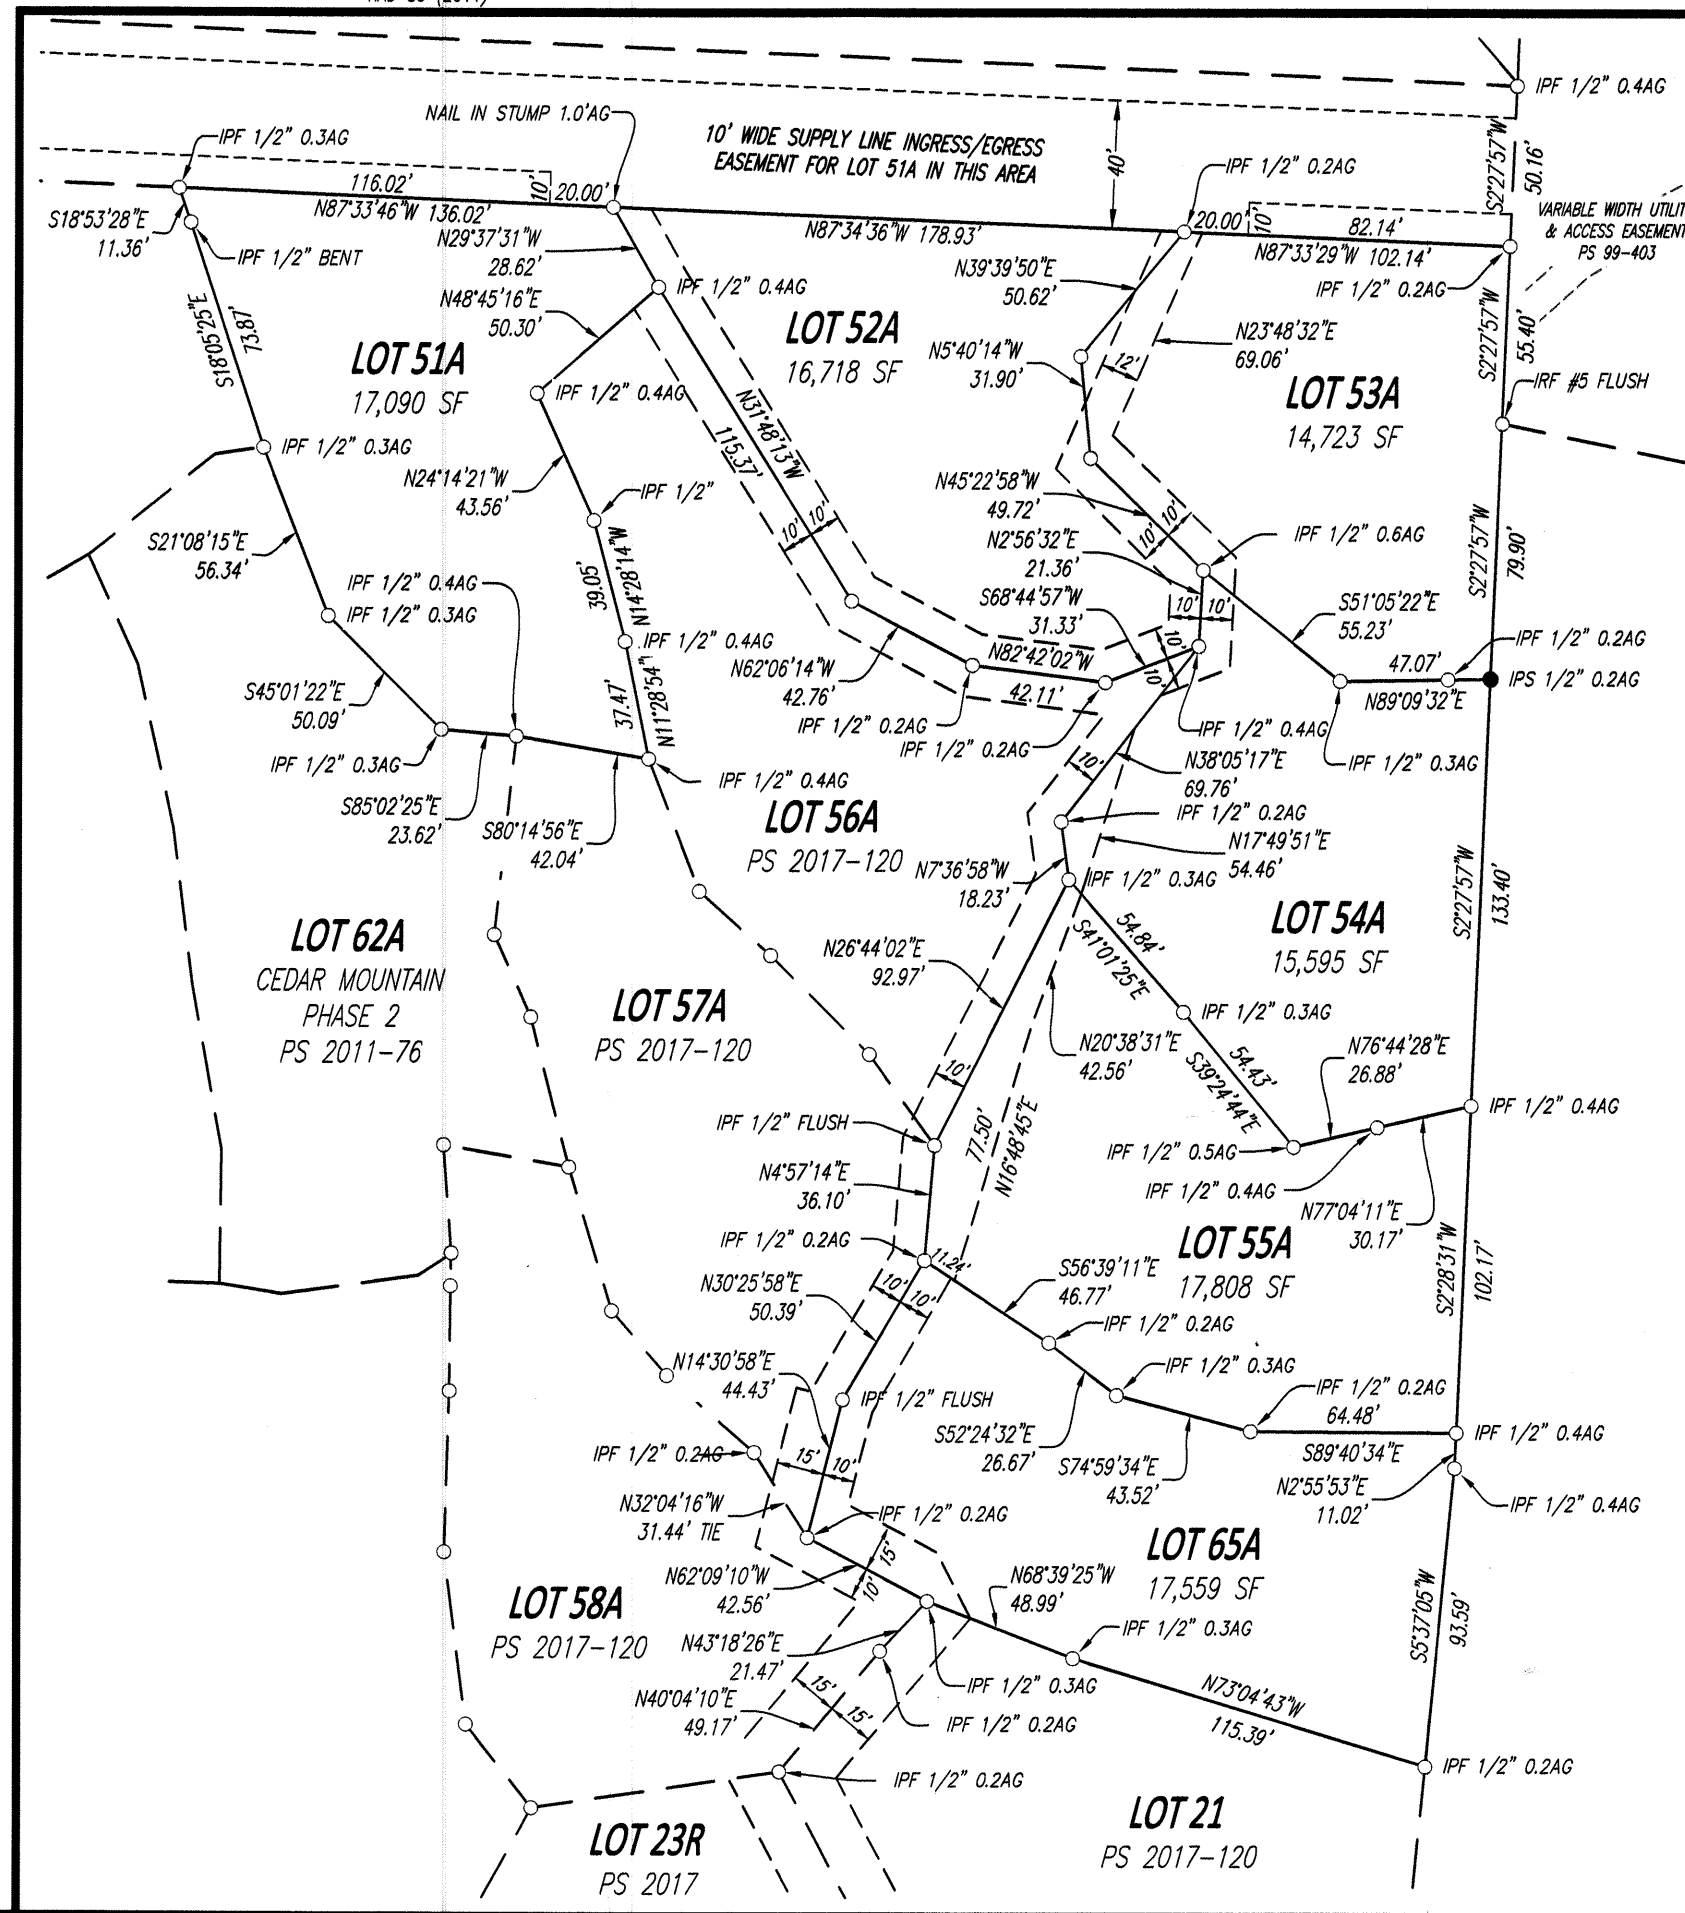 IPF 1/2" 0.4AG
NAIL IN STUMP 1.0'AG
IPF 1/2" 0.3AG
10' WIDE SUPPLY LINE INGRESS/EGRESS
EASEMENT FOR LOT 51A IN THIS AREA
40'
IPF 1/2" 0.2AG
S2°27'57"W
50.16'
VARIABLE WIDTH UTILIT
& ACCESS EASEMENT
PS 99-403
116.02'
10'
20.00'
N87°33'46"W 136.02'
S18°53'28"E
11.36'
IPF 1/2" BENT
N29°37'31"W
28.62'
N87°34'36"W 178.93'
20.00'
10'
82.14'
N87°33'29"W 102.14'
IPF 1/2" 0.2AG
N39°39'50"E
50.62'
N48°45'16"E
50.30'
IPF 1/2" 0.4AG
S18°05'25"E
73.87'
LOT 51A
17,090 SF
LOT 52A
16,718 SF
N5°40'14"W
31.90'
12'
N23°48'32"E
69.06'
S2°27'57"W
55.40'
IRF #5 FLUSH
LOT 53A
14,723 SF
IPF 1/2" 0.4AG
N31°48'13"W
115.37'
IPF 1/2" 0.3AG
N24°14'21"W
43.56'
IPF 1/2"
N45°22'58"W
49.72'
10'
10'
10'
10'
IPF 1/2" 0.6AG
S21°08'15"E
56.34'
N2°56'32"E
21.36'
S2°27'57"W
79.90'
39.05'
N14°28'14"W
IPF 1/2" 0.4AG
IPF 1/2" 0.3AG
S68°44'57"W
31.33'
10'
10'
S51°05'22"E
55.23'
IPF 1/2" 0.4AG
N62°06'14"W
42.76'
N82°42'02"W
42.11'
10'
10'
47.07'
N89°09'32"E
IPF 1/2" 0.2AG
IPS 1/2" 0.2AG
S45°01'22"E
50.09'
37.47'
N11°28'54"
IPF 1/2" 0.2AG
IPF 1/2" 0.2AG
IPF 1/2" 0.4AG
IPF 1/2" 0.3AG
IPF 1/2" 0.3AG
IPF 1/2" 0.4AG
10'
N38°05'17"E
69.76'
S85°02'25"E
23.62'
S80°14'56"E
42.04'
LOT 56A
PS 2017-120
IPF 1/2" 0.2AG
N17°49'51"E
54.46'
N7°36'58"W
18.23'
IPF 1/2" 0.3AG
S2°27'57"W
133.40'
LOT 62A
CEDAR MOUNTAIN
PHASE 2
PS 2011-76
N26°44'02"E
92.97'
54.84'
S41°01'25"E
LOT 54A
15,595 SF
LOT 57A
PS 2017-120
IPF 1/2" 0.3AG
N20°38'31"E
42.56'
54.43'
S39°24'44"E
N76°44'28"E
26.88'
10'
IPF 1/2" 0.4AG
IPF 1/2" FLUSH
77.50'
N16°48'45"E
IPF 1/2" 0.5AG
IPF 1/2" 0.4AG
N77°04'11"E
30.17'
N4°57'14"E
36.10'
IPF 1/2" 0.2AG
11.24'
LOT 55A
17,808 SF
S2°28'31"W
102.17'
N30°25'58"E
50.39'
10'
10'
S56°39'11"E
46.77'
IPF 1/2" 0.2AG
N14°30'58"E
44.43'
IPF 1/2" 0.3AG
IPF 1/2" FLUSH
IPF 1/2" 0.2AG
64.48'
S89°40'34"E
IPF 1/2" 0.4AG
IPF 1/2" 0.2AG
15'
10'
S52°24'32"E
26.67'
S74°59'34"E
43.52'
N2°55'53"E
11.02'
IPF 1/2" 0.4AG
N32°04'16"W
31.44' TIE
IPF 1/2" 0.2AG
LOT 65A
17,559 SF
15'
10'
N62°09'10"W
42.56'
N68°39'25"W
48.99'
LOT 58A
PS 2017-120
N43°18'26"E
21.47'
IPF 1/2" 0.3AG
S5°37'05"W
93.59'
IPF 1/2" 0.3AG
N40°04'10"E
49.17'
15'
15'
IPF 1/2" 0.2AG
N73°04'43"W
115.39'
IPF 1/2" 0.2AG
IPF 1/2" 0.2AG
LOT 23R
PS 2017
LOT 21
PS 2017-120